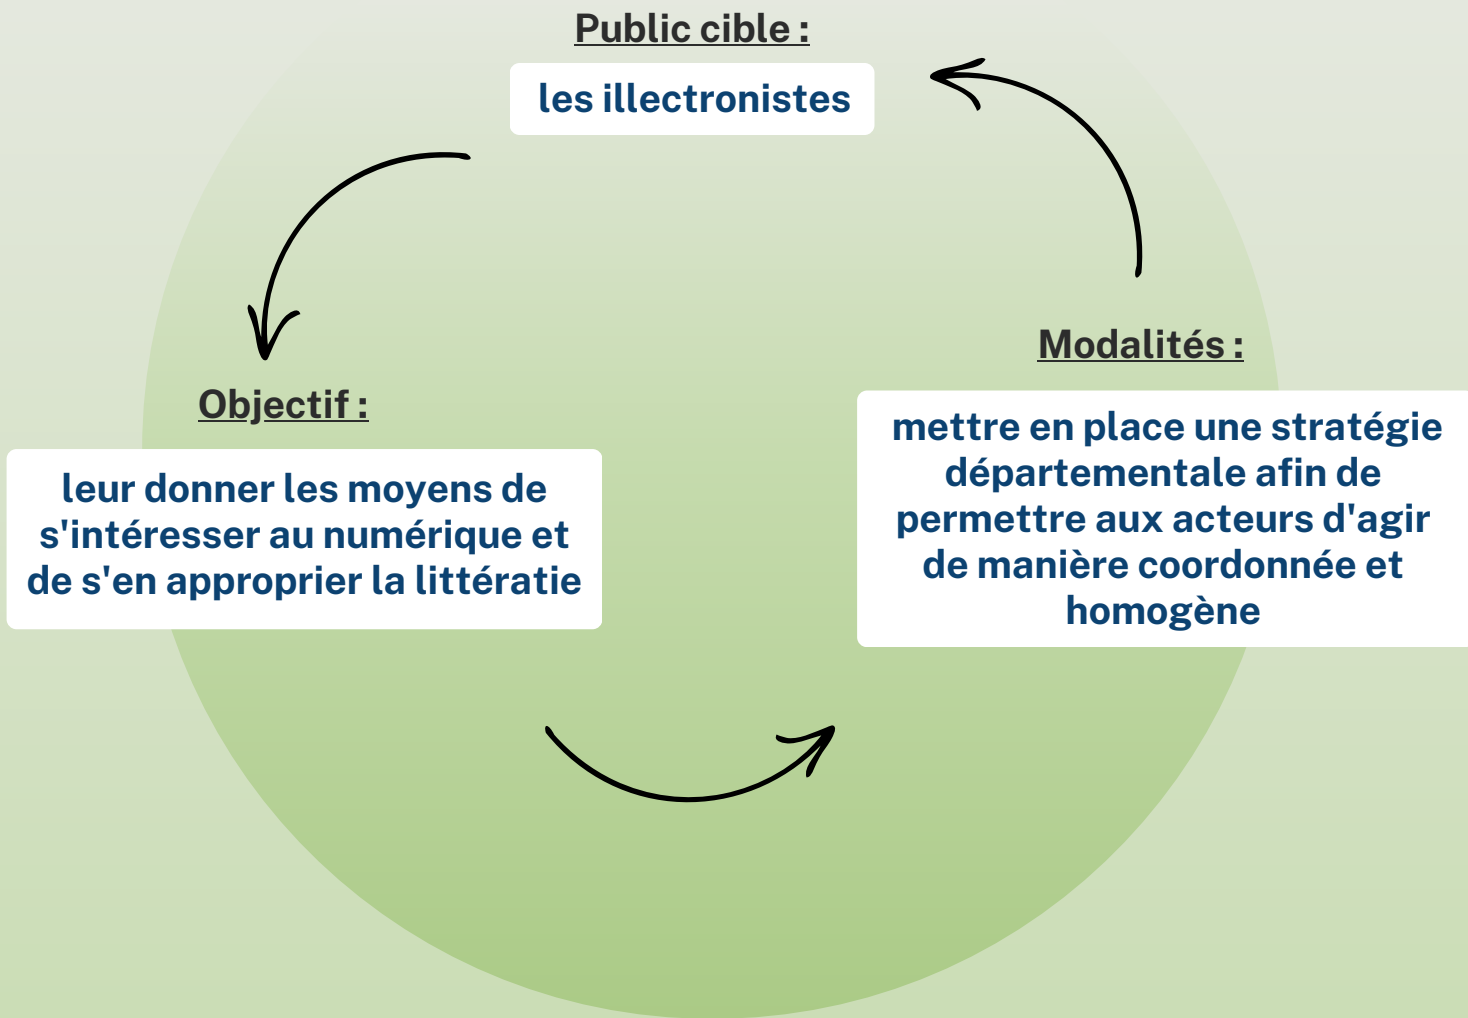 Public cible :
les illectronistes
Objectif :
leur donner les moyens de
s'intéresser au numérique et
de s'en approprier la littératie
Modalités :
mettre en place une stratégie
départementale afin de
permettre aux acteurs d'agir
de manière coordonnée et
homogène